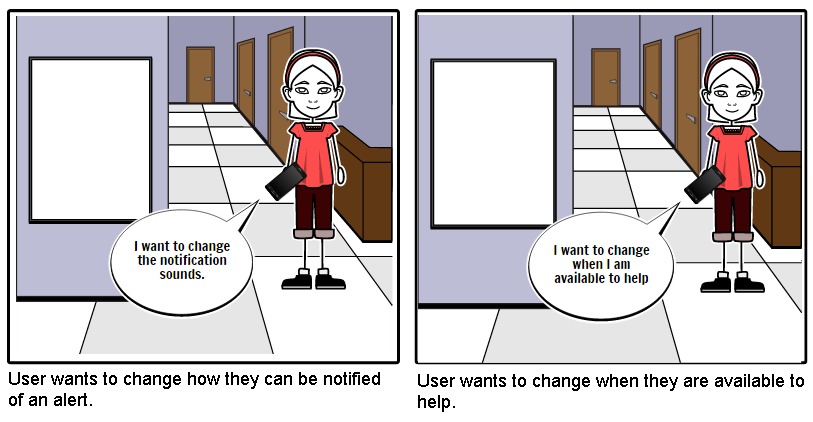 I want to change
the notification
sounds.
User wants to change how they can be notified
of an alert.
I want to change
when I am
available to help
User wants to change when they are available to
help.